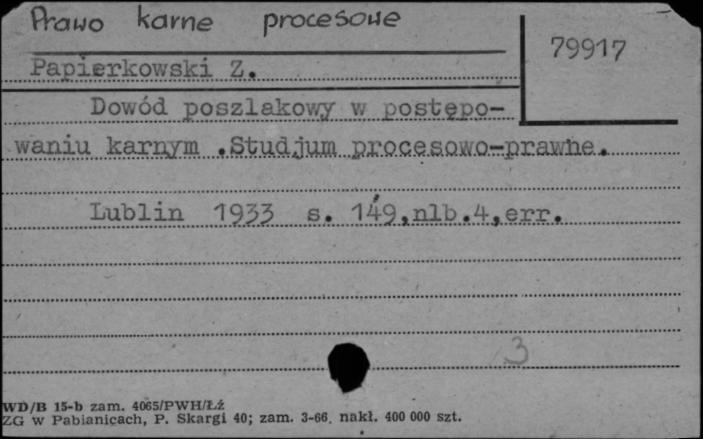 Prawo karne procesowe
79917
Papierkowski Z.
Dowód poszlakowy w postępo-
waniu karnym .Studjum procesowo-prawne.
Lublin 1933 s. 149,nlb.4,err.
3
WD/B 15-b zam. 4065/PWH/Łź
ZG w Pabianicach, P. Skargi 40; zam. 3-66. nakł. 400 000 szt.